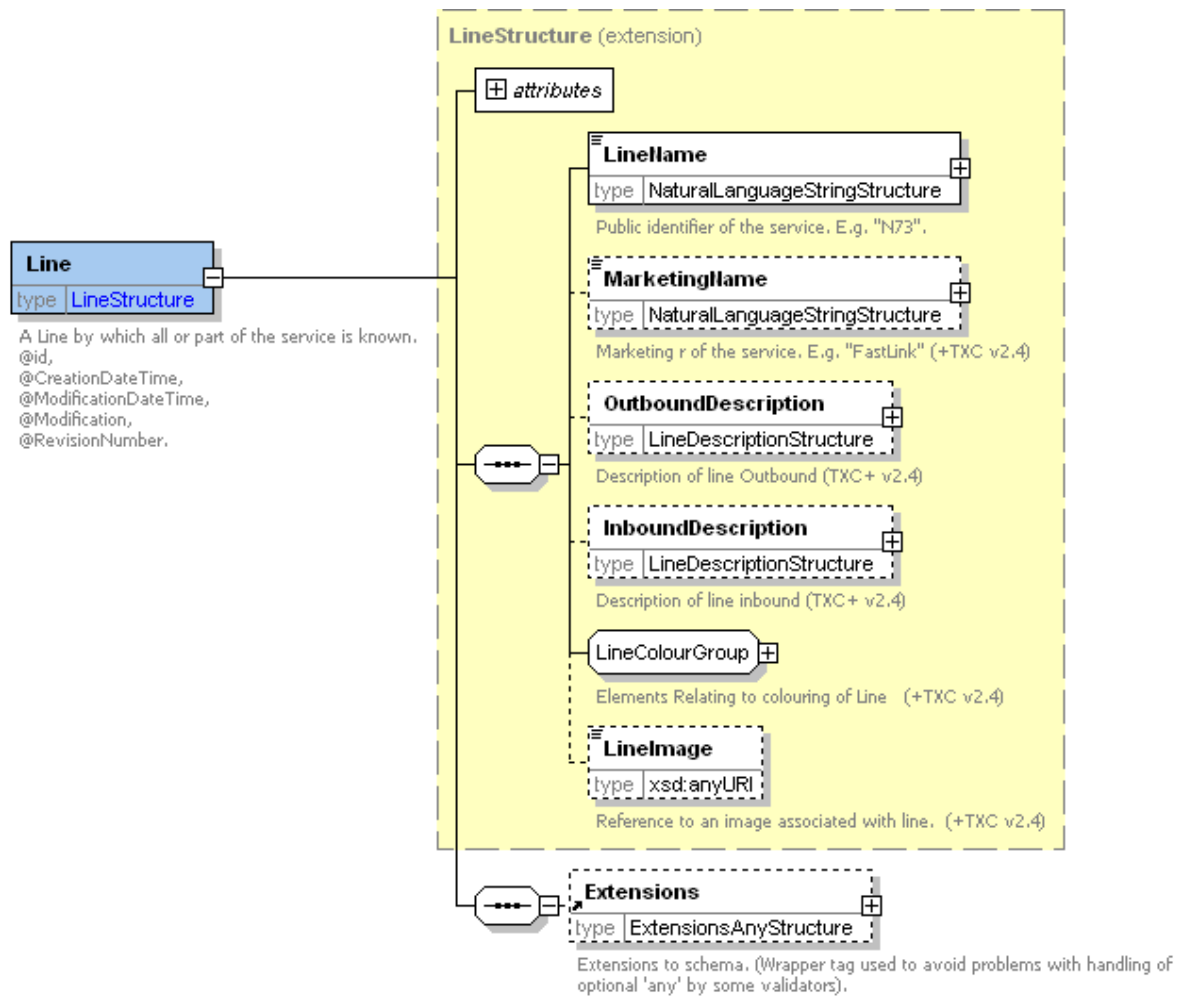 LineStructure (extension)
attributes
LineName
type NaturalLanguageStringStructure
Public identifier of the service. E.g. "N73".
Line
type LineStructure
A Line by which all or part of the service is known.
@id,
@CreationDateTime,
@ModificationDateTime,
@Modification,
@RevisionNumber.
MarketingName
type NaturalLanguageStringStructure
Marketing r of the service. E.g. "FastLink" (+TXC v2.4)
OutboundDescription
type LineDescriptionStructure
Description of line Outbound (TXC+ v2.4)
InboundDescription
type LineDescriptionStructure
Description of line inbound (TXC+ v2.4)
LineColourGroup
Elements Relating to colouring of Line (+TXC v2.4)
LineImage
type xsd:anyURI
Reference to an image associated with line. (+TXC v2.4)
Extensions
type ExtensionsAnyStructure
Extensions to schema. (Wrapper tag used to avoid problems with handling of
optional 'any' by some validators).